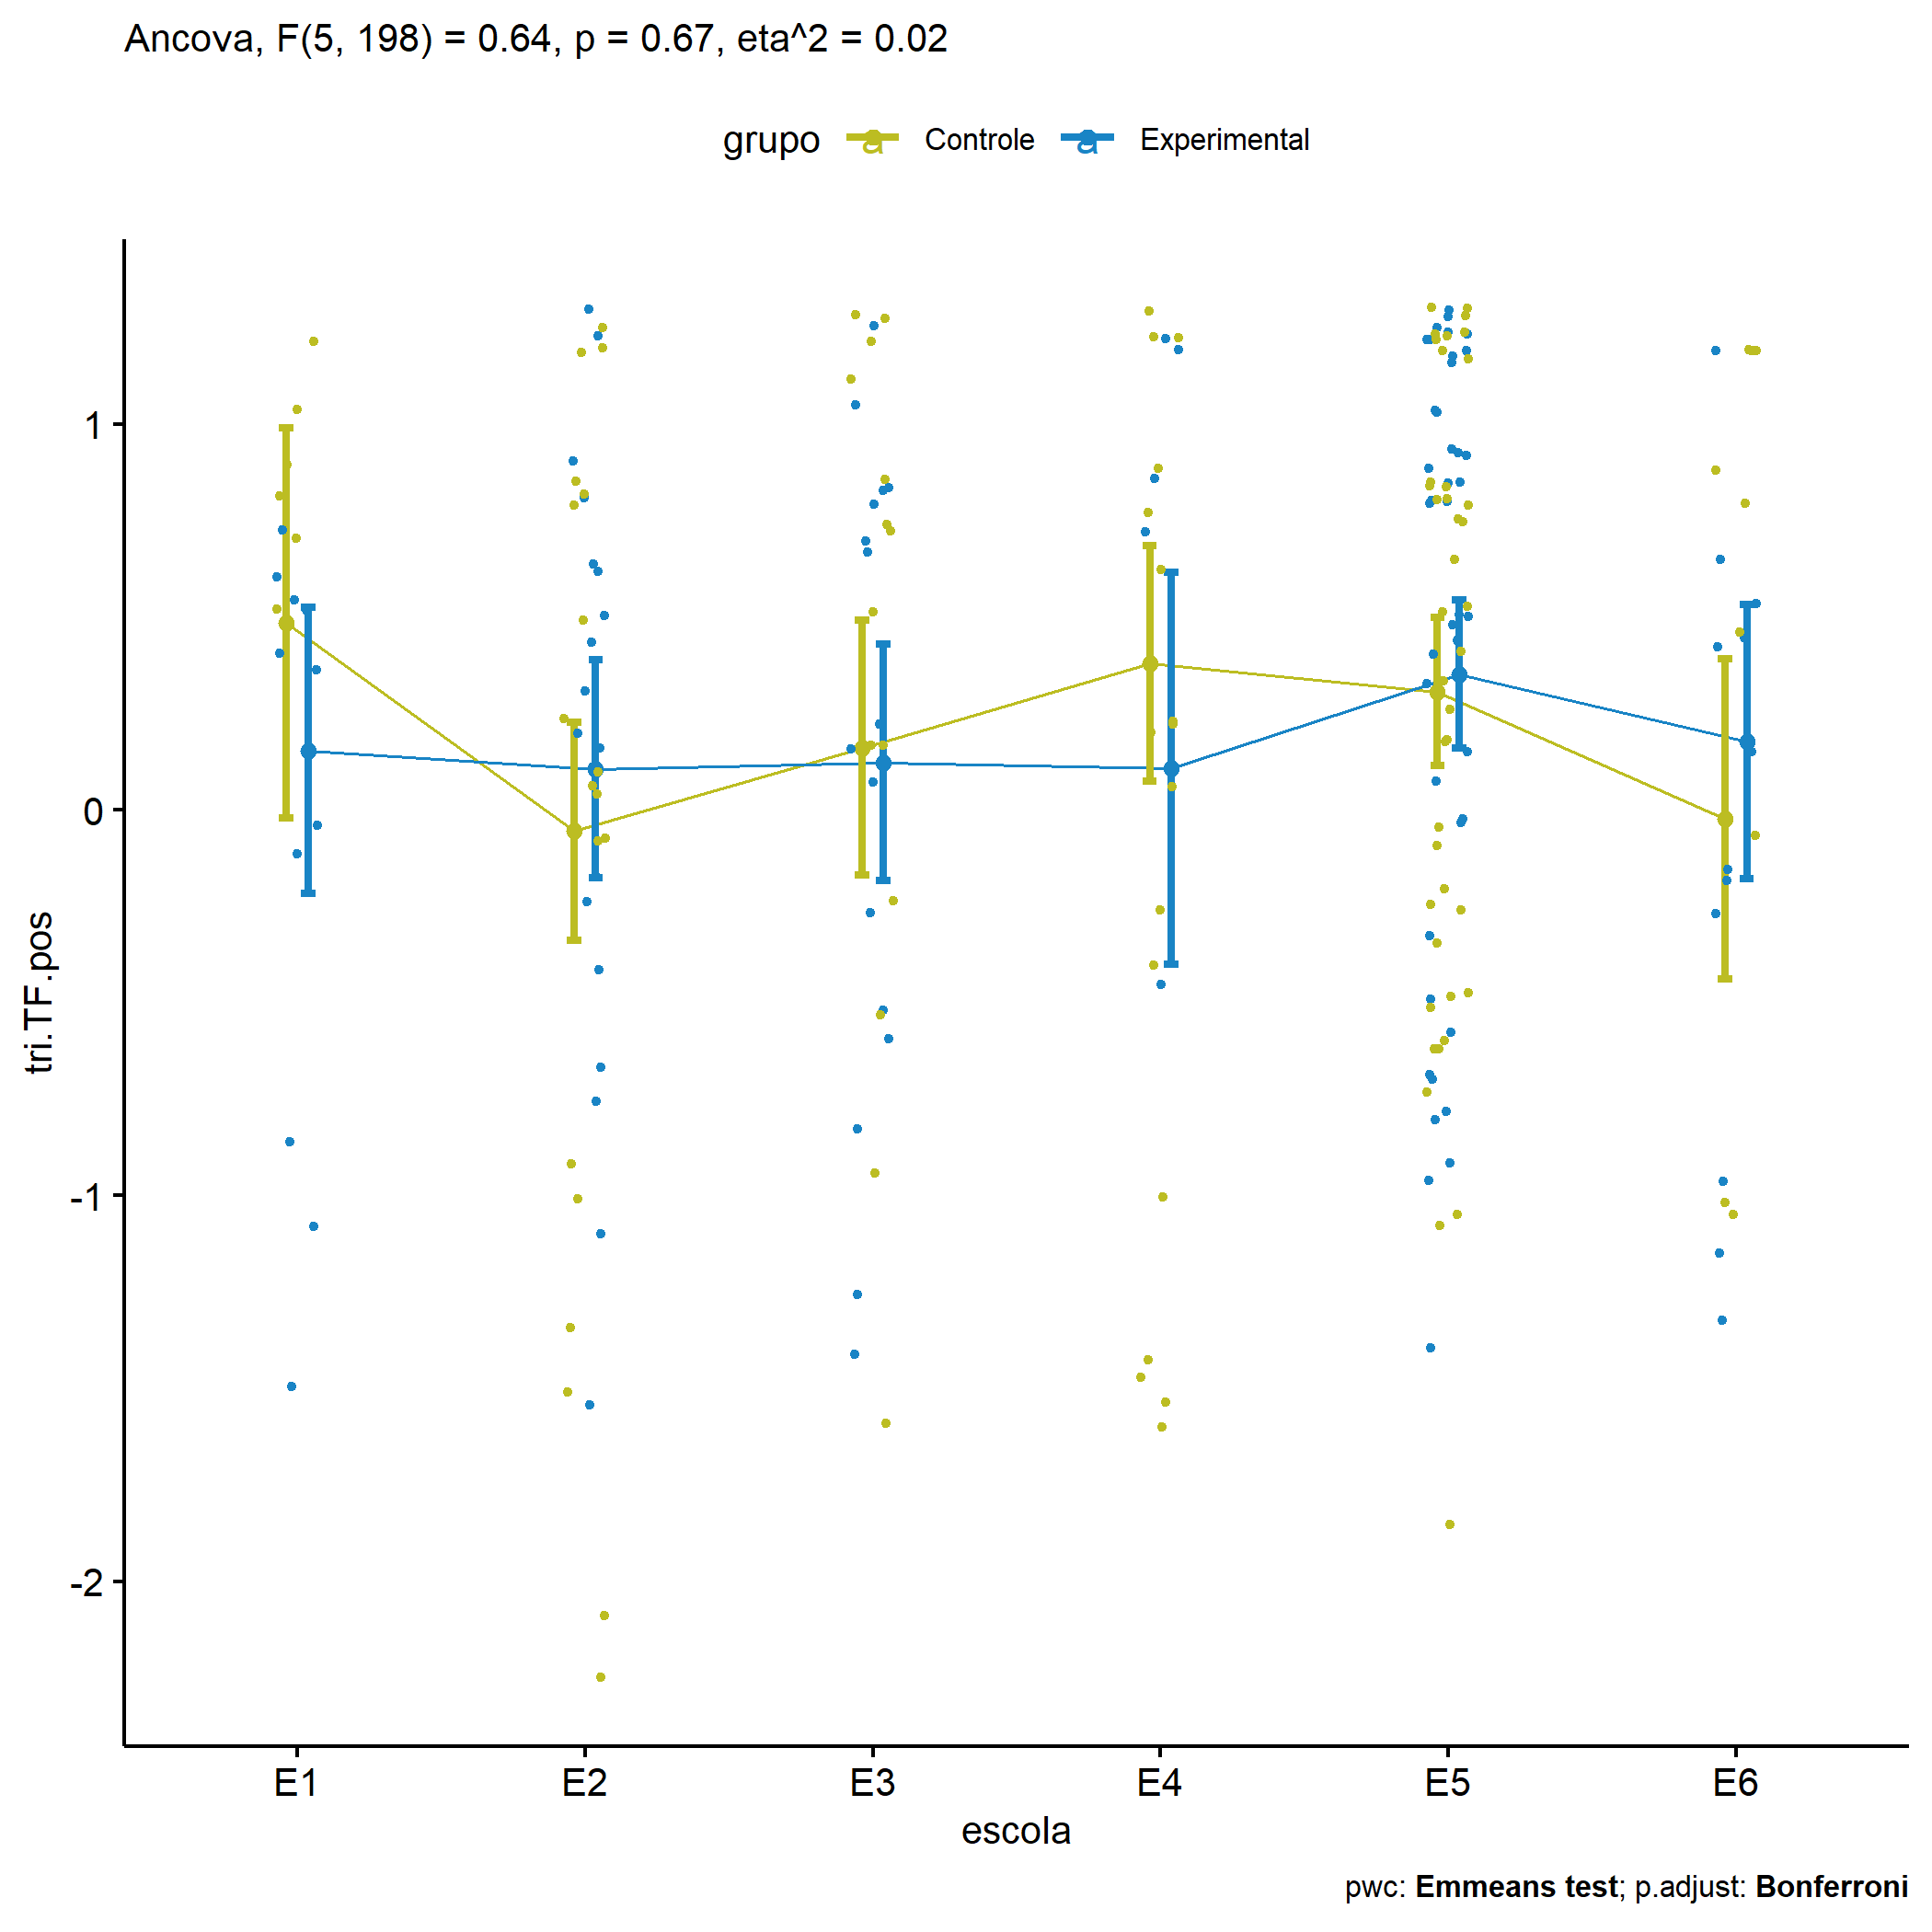 Ancova, F(5, 198) = 0.64, p = 0.67, eta^2 = 0.02
grupo a Controle a Experimental
1
0
-1
-2
tri.TF.pos
E1 E2 E3 E4 E5 E6
escola
pwc: Emmeans test; p.adjust: Bonferroni